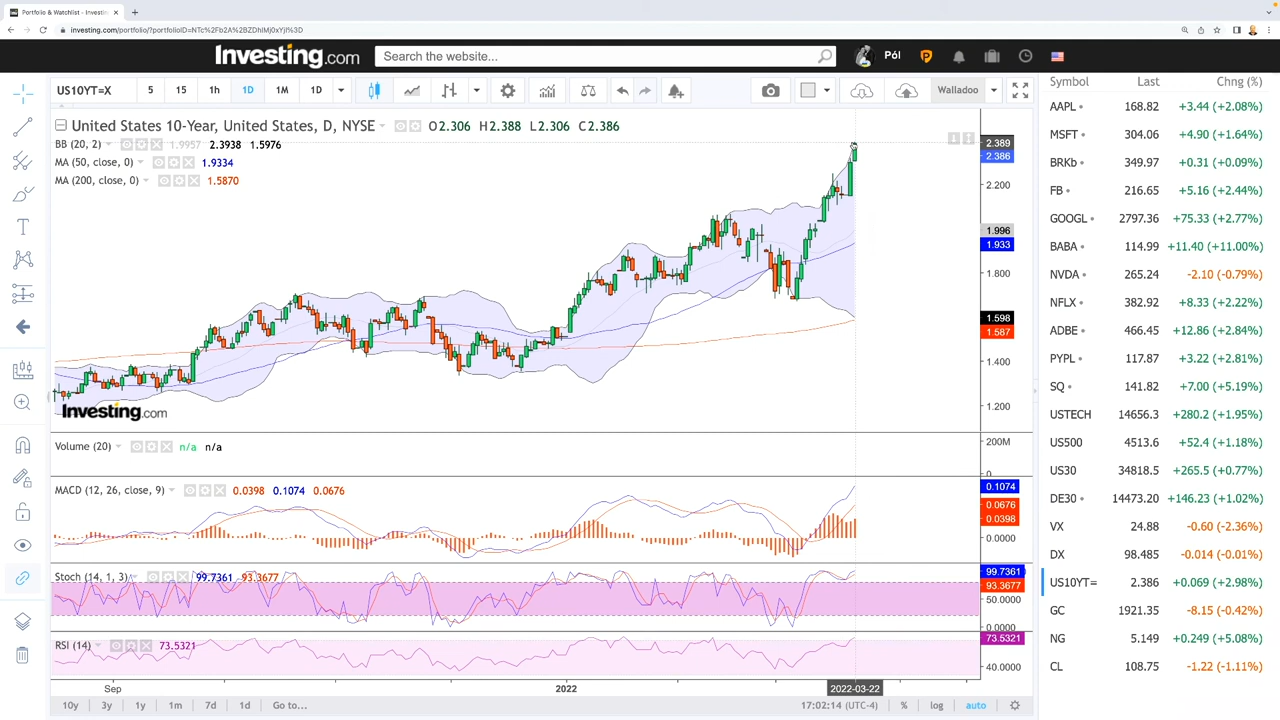 Portfolio & Watchlist - Investin
investing.com/portfolio/?portfolioID=NTc%2Fb2A%2BZDhlMj0xYjI%3D
Investing.com Search the website... Pól
US10YT=X 5 15 1h 1D 1M 1D Walladoo
United States 10-Year, United States, D, NYSE O2.306 H2.388 L2.306 C2.386
BB (20, 2) 1.9957 2.3938 1.5976
MA (50, close, 0) 1.9334
MA (200, close, 0) 1.5870
2.389
2.386
2.200
1.996
1.933
1.800
1.598
1.587
1.400
1.200
Investing.com
Volume (20) n/a n/a
200M
0
MACD (12, 26, close, 9) 0.0398 0.1074 0.0676
0.1074
0.0676
0.0398
0.0000
Stoch (14, 1, 3) 99.7361 93.3677
99.7361
93.3677
50.0000
0.0000
RSI (14) 73.5321
73.5321
40.0000
Sep 2022 2022-03-22
10y 3y 1y 1m 7d 1d Go to... 17:02:14 (UTC-4) % log auto
Symbol Last Chng (%)
AAPL 168.82 +3.44 (+2.08%)
MSFT 304.06 +4.90 (+1.64%)
BRKb 349.97 +0.31 (+0.09%)
FB 216.65 +5.16 (+2.44%)
GOOGL 2797.36 +75.33 (+2.77%)
BABA 114.99 +11.40 (+11.00%)
NVDA 265.24 -2.10 (-0.79%)
NFLX 382.92 +8.33 (+2.22%)
ADBE 466.45 +12.86 (+2.84%)
PYPL 117.87 +3.22 (+2.81%)
SQ 141.82 +7.00 (+5.19%)
USTECH 14656.3 +280.2 (+1.95%)
US500 4513.6 +52.4 (+1.18%)
US30 34818.5 +265.5 (+0.77%)
DE30 14473.20 +146.23 (+1.02%)
VX 24.88 -0.60 (-2.36%)
DX 98.485 -0.014 (-0.01%)
US10YT= 2.386 +0.069 (+2.98%)
GC 1921.35 -8.15 (-0.42%)
NG 5.149 +0.249 (+5.08%)
CL 108.75 -1.22 (-1.11%)